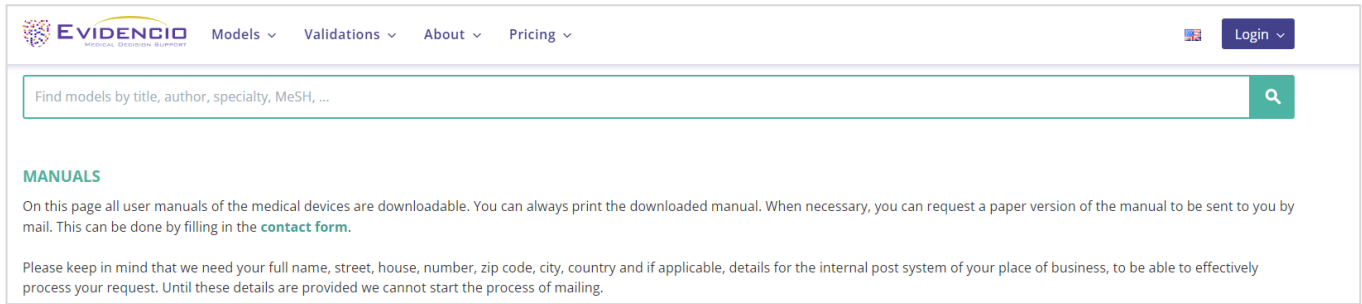 EVIDENCIO
MEDICAL DECISION SUPPORT
Models
Validations
About
Pricing
Login
Find models by title, author, specialty, MeSH, ...
MANUALS
On this page all user manuals of the medical devices are downloadable. You can always print the downloaded manual. When necessary, you can request a paper version of the manual to be sent to you by
mail. This can be done by filling in the contact form.
Please keep in mind that we need your full name, street, house, number, zip code, city, country and if applicable, details for the internal post system of your place of business, to be able to effectively
process your request. Until these details are provided we cannot start the process of mailing.